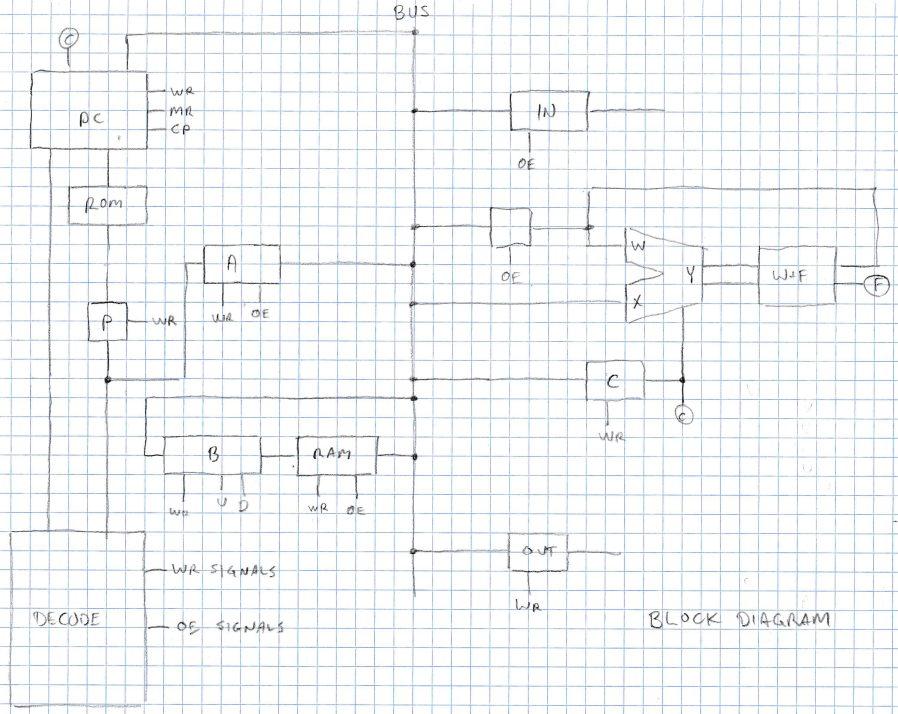 BUS
C
PC
WR
MR
CP
IN
OE
ROM
A
WR
OE
OE
W
X
Y
W+F
F
P
WR
C
WR
C
B
WR
U
D
RAM
WR
OE
OUT
WR
DECODE
WR SIGNALS
OE SIGNALS
BLOCK DIAGRAM